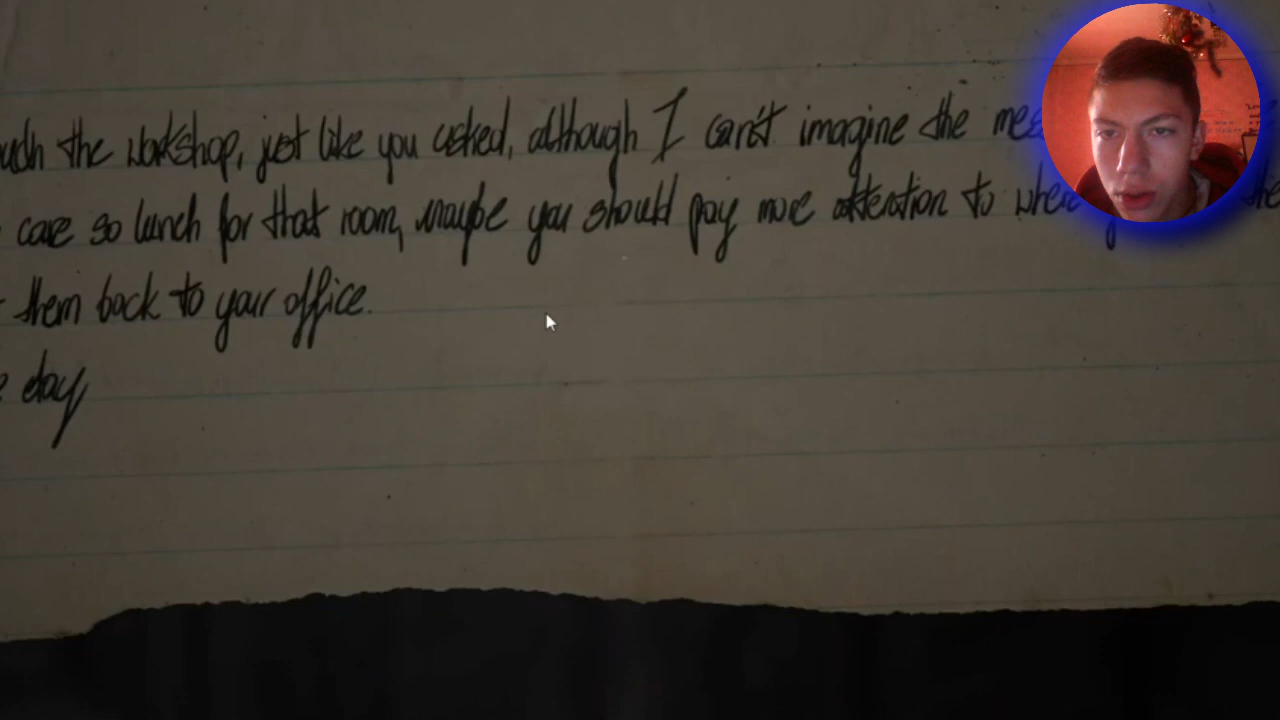 the workshop, just like you asked, although I can't imagine the
care so lunch for that room, maybe you should pay more attention to
them back to your office.
day